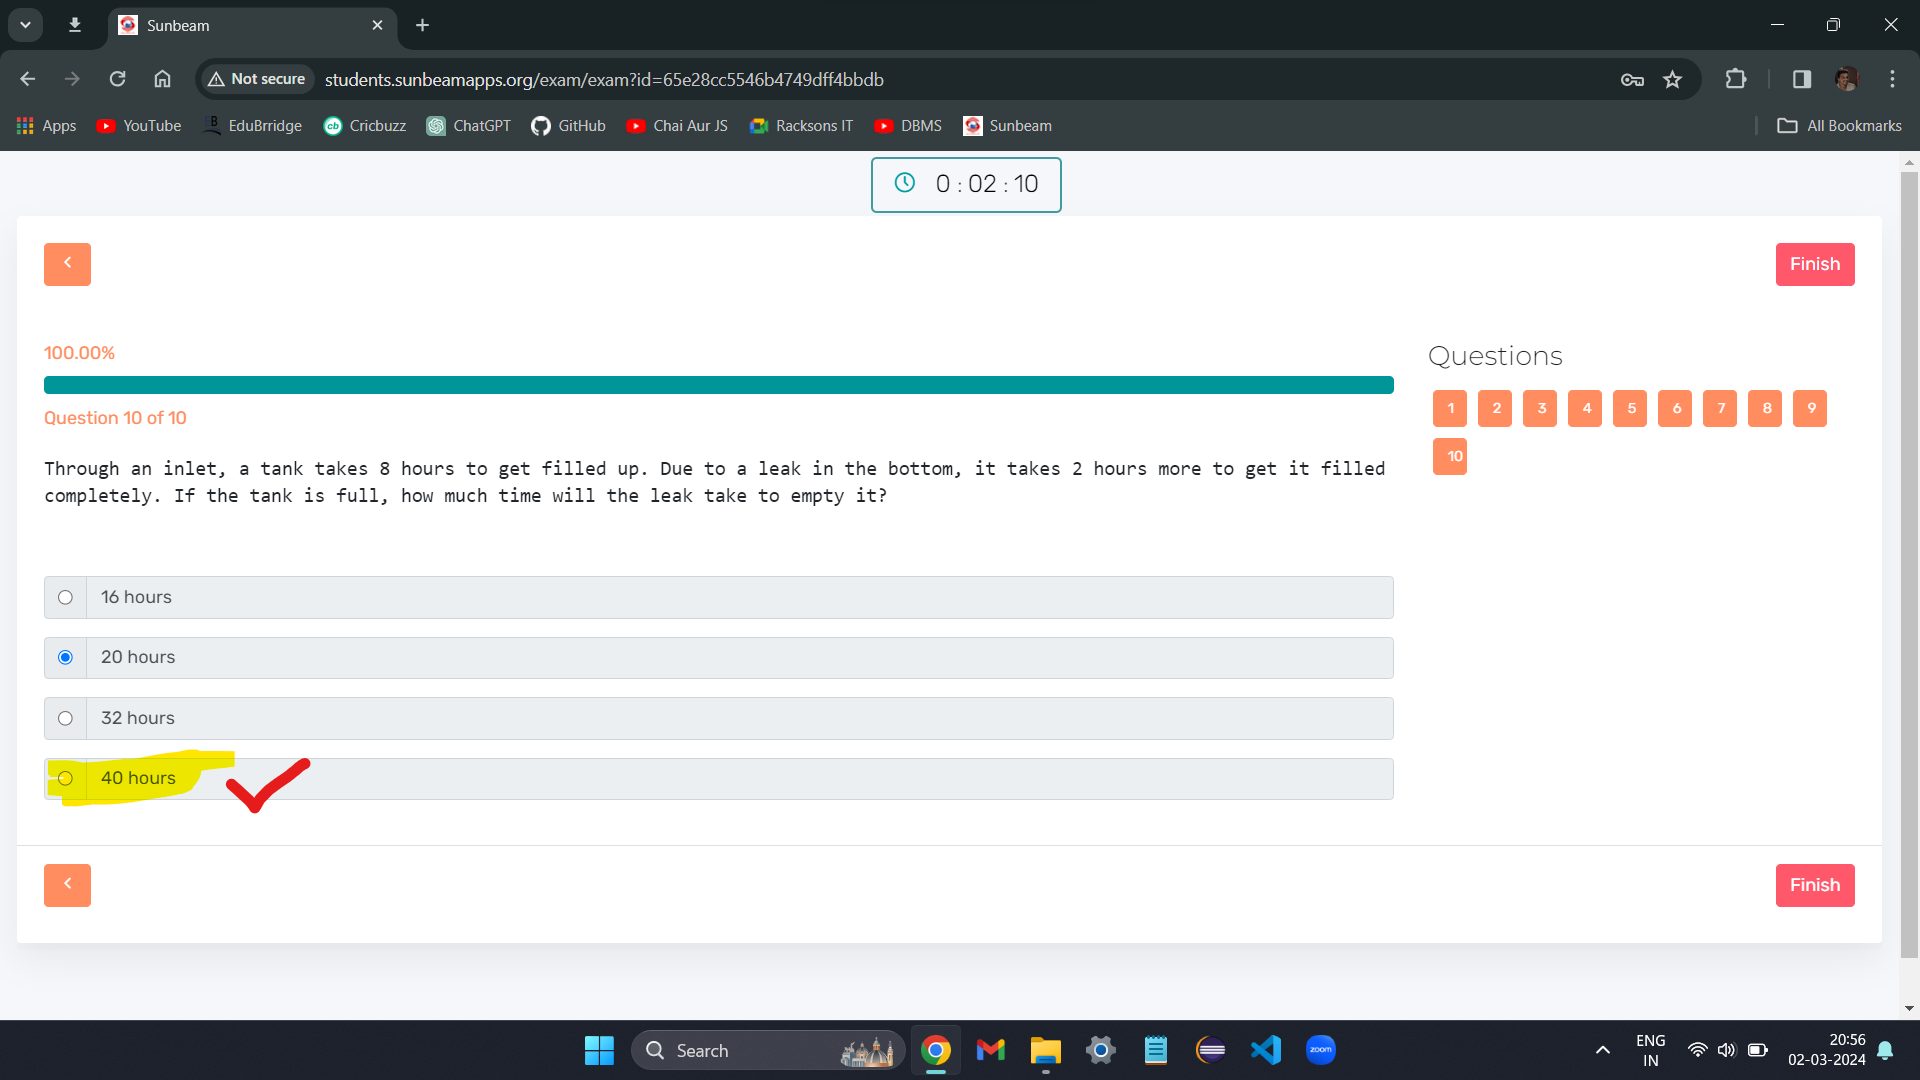 Sunbeam
Not secure students.sunbeamapps.org/exam/exam?id=65e28cc5546b4749dff4bbdb
Apps YouTube EduBrridge Cricbuzz ChatGPT GitHub Chai Aur JS Racksons IT DBMS Sunbeam All Bookmarks
0 : 02 : 10
Finish
100.00%
Question 10 of 10
Through an inlet, a tank takes 8 hours to get filled up. Due to a leak in the bottom, it takes 2 hours more to get it filled
completely. If the tank is full, how much time will the leak take to empty it?
16 hours
20 hours
32 hours
40 hours
Questions
1 2 3 4 5 6 7 8 9
10
Finish
Search
zoom
ENG
IN
20:56
02-03-2024